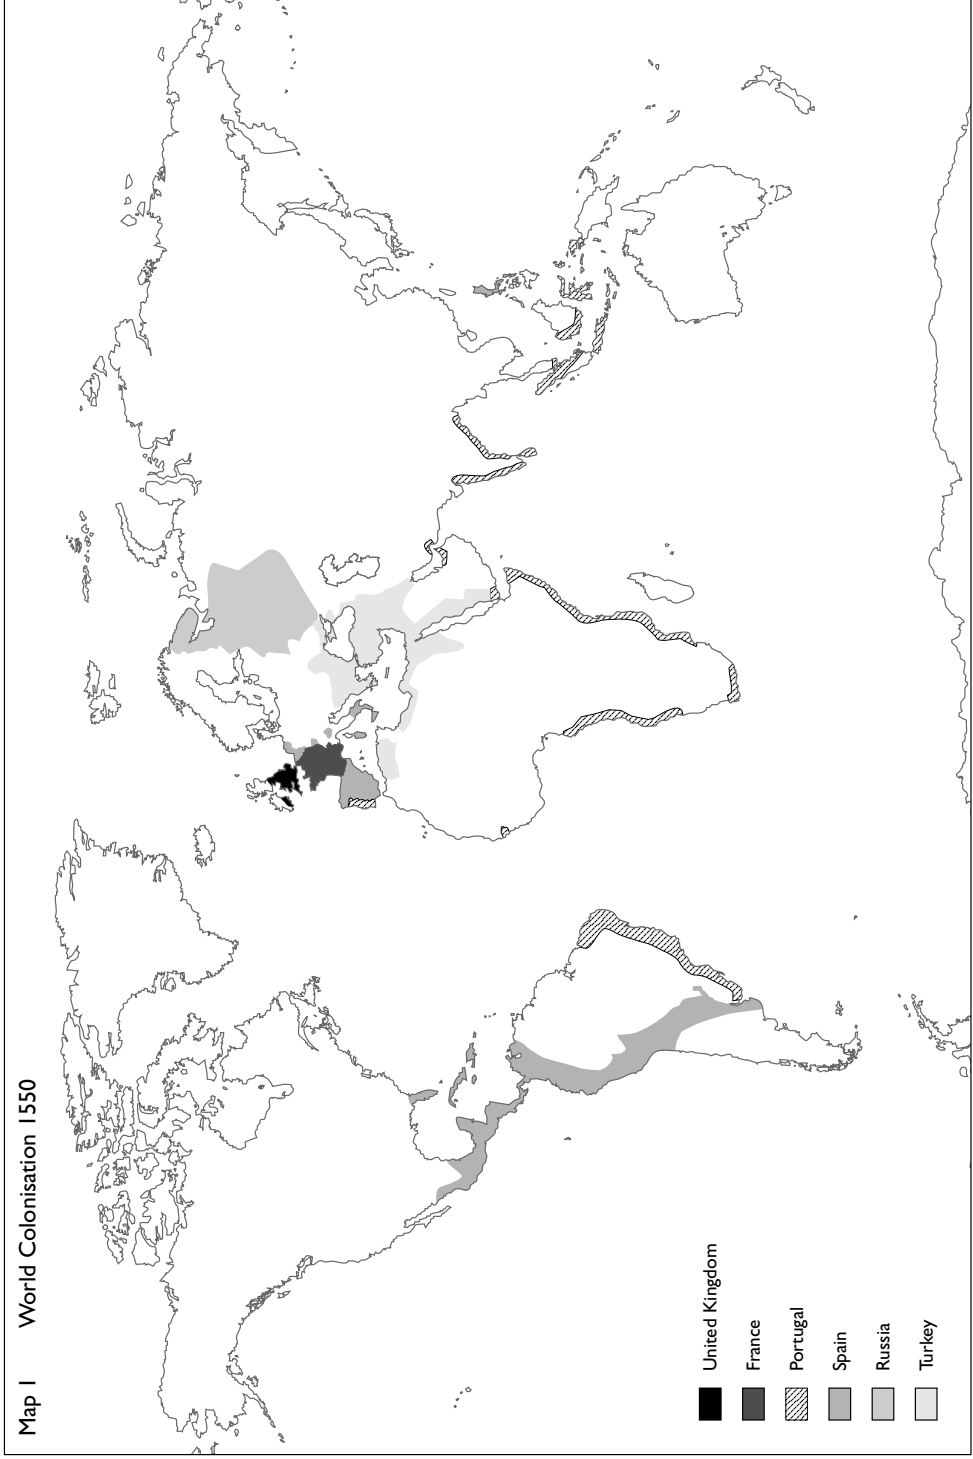 Map 1 World Colonisation 1550
United Kingdom
France
Portugal
Spain
Russia
Turkey